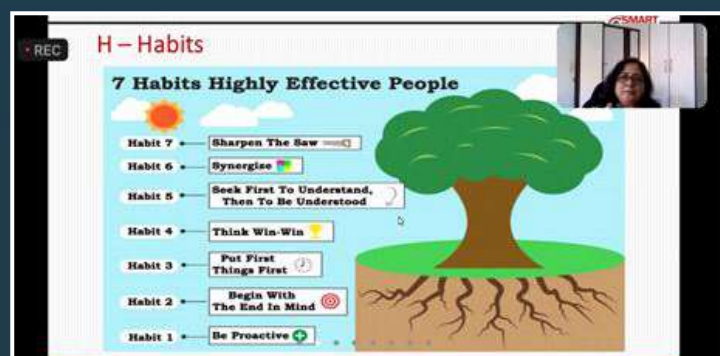 SMART
• REC
H – Habits
7 Habits Highly Effective People
Habit 7
Sharpen The Saw
Habit 6
Synergize
Habit 5
Seek First To Understand,
Then To Be Understood
Habit 4
Think Win-Win
Habit 3
Put First
Things First
Habit 2
Begin With
The End In Mind
Habit 1
Be Proactive